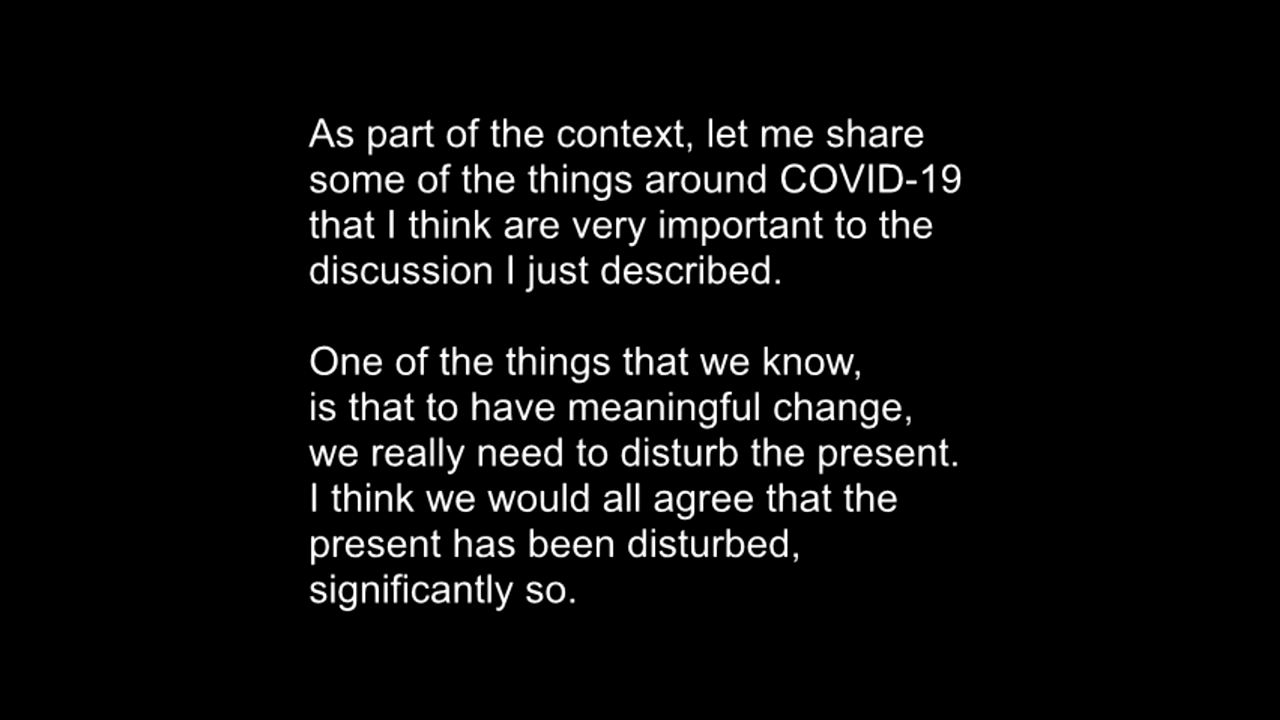 As part of the context, let me share
some of the things around COVID-19
that I think are very important to the
discussion I just described.
One of the things that we know,
is that to have meaningful change,
we really need to disturb the present.
I think we would all agree that the
present has been disturbed,
significantly so.